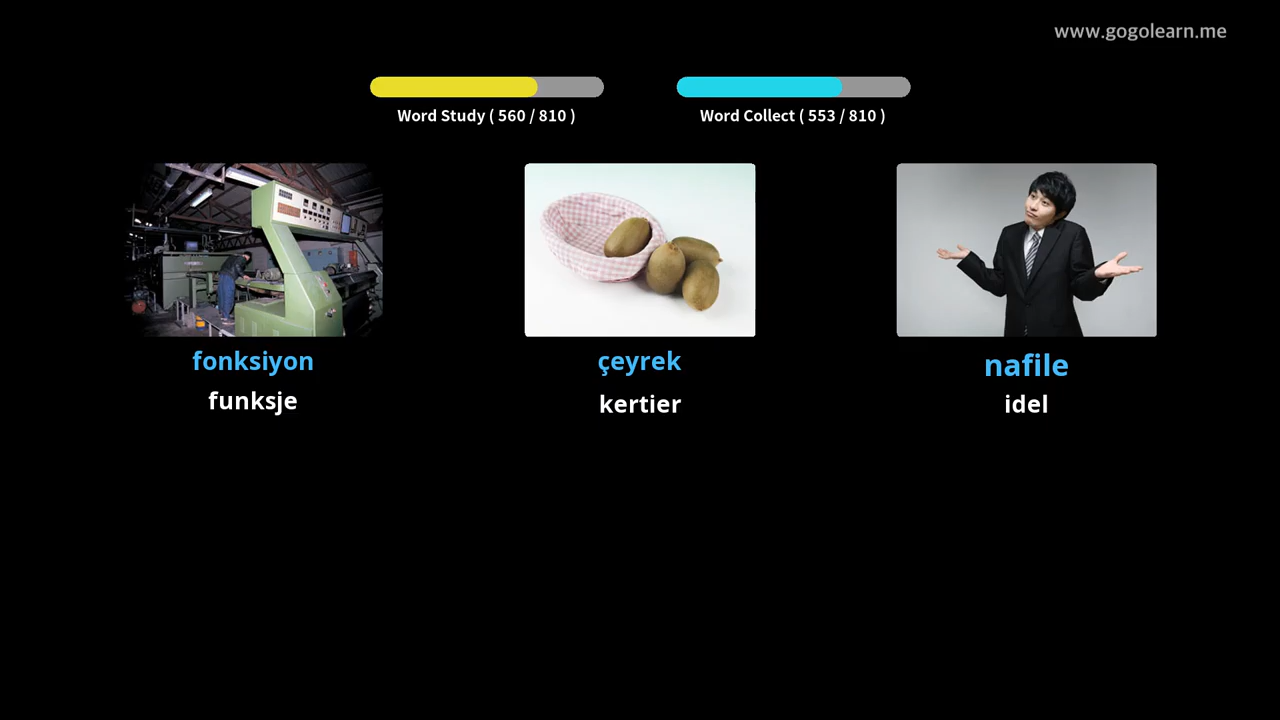 www.gogolearn.me
Word Study ( 560 / 810 )
Word Collect ( 553 / 810 )
fonksiyon
funksje
çeyrek
kertier
nafile
idel